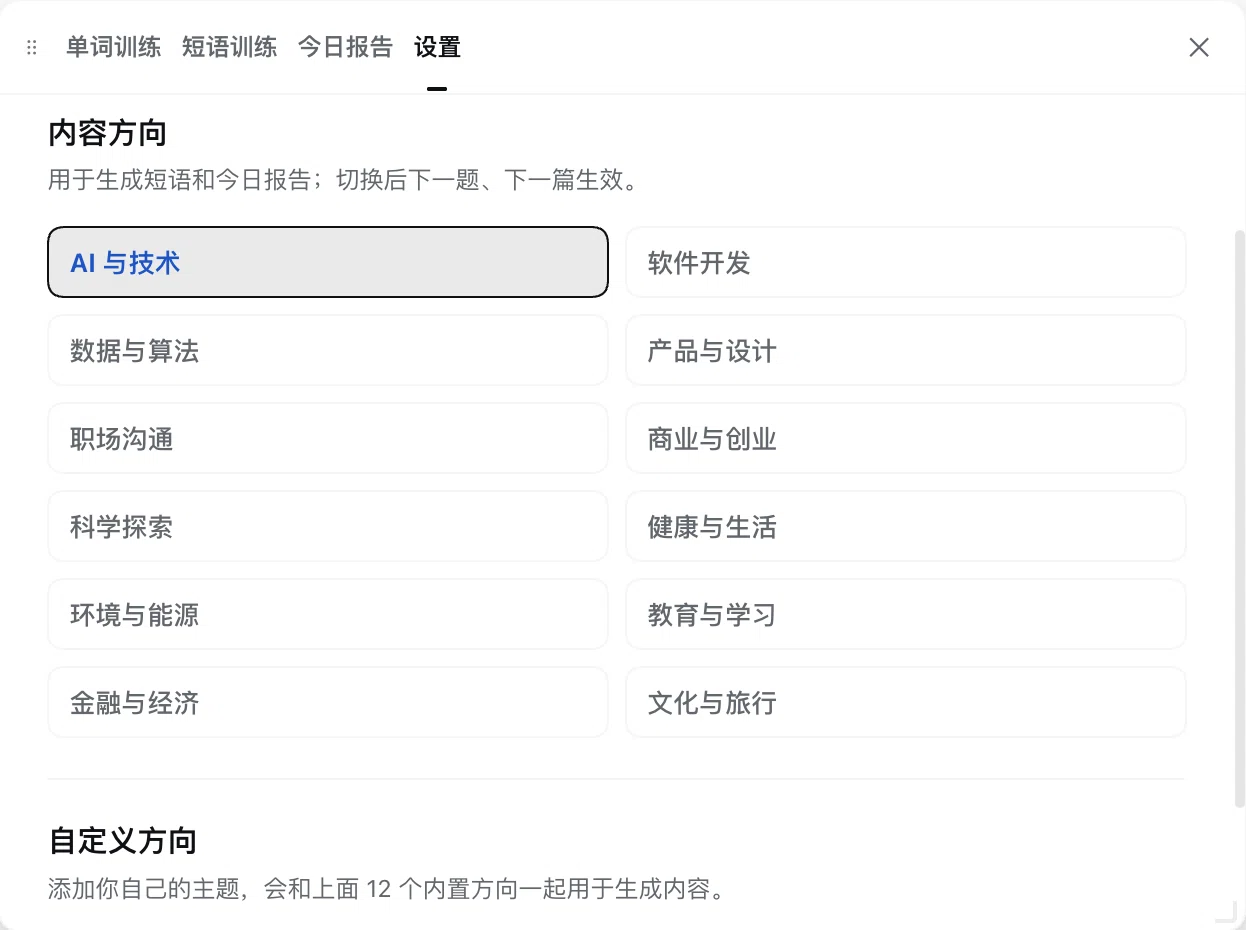 单词训练 短语训练 今日报告 设置
内容方向
用于生成短语和今日报告；切换后下一题、下一篇生效。
AI 与技术
软件开发
数据与算法
产品与设计
职场沟通
商业与创业
科学探索
健康与生活
环境与能源
教育与学习
金融与经济
文化与旅行
自定义方向
添加你自己的主题，会和上面 12 个内置方向一起用于生成内容。